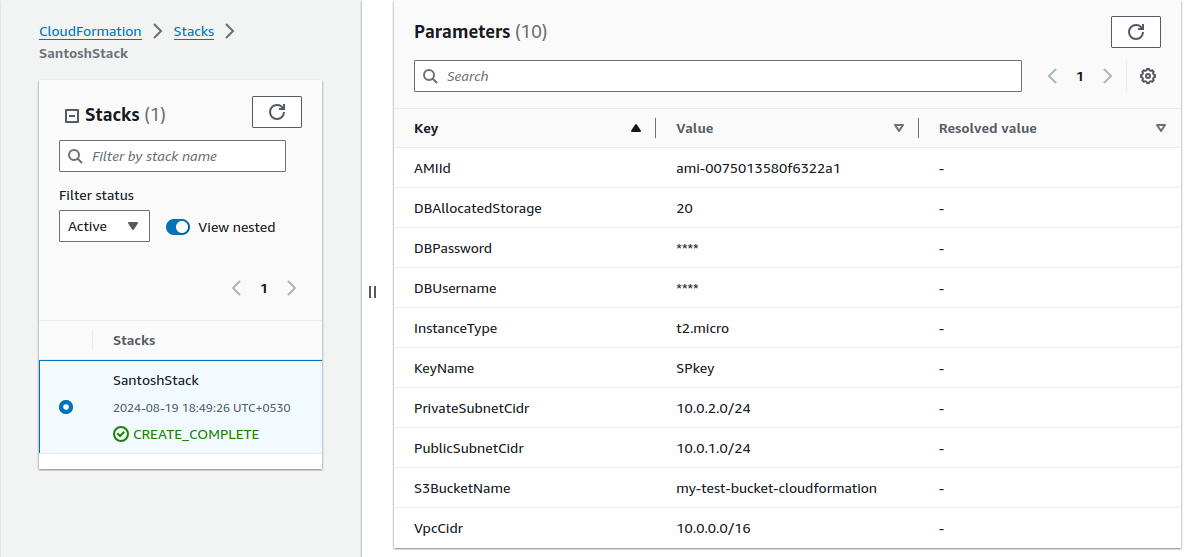 CloudFormation > Stacks >
SantoshStack
Stacks (1)
Filter by stack name
Filter status
Active
View nested
1
Stacks
SantoshStack
2024-08-19 18:49:26 UTC+0530
CREATE_COMPLETE
Parameters (10)
Search
1
Key Value Resolved value
AMIId ami-0075013580f6322a1 -
DBAllocatedStorage 20 -
DBPassword **** -
DBUsername **** -
InstanceType t2.micro -
KeyName SPkey -
PrivateSubnetCidr 10.0.2.0/24 -
PublicSubnetCidr 10.0.1.0/24 -
S3BucketName my-test-bucket-cloudformation -
VpcCidr 10.0.0.0/16 -